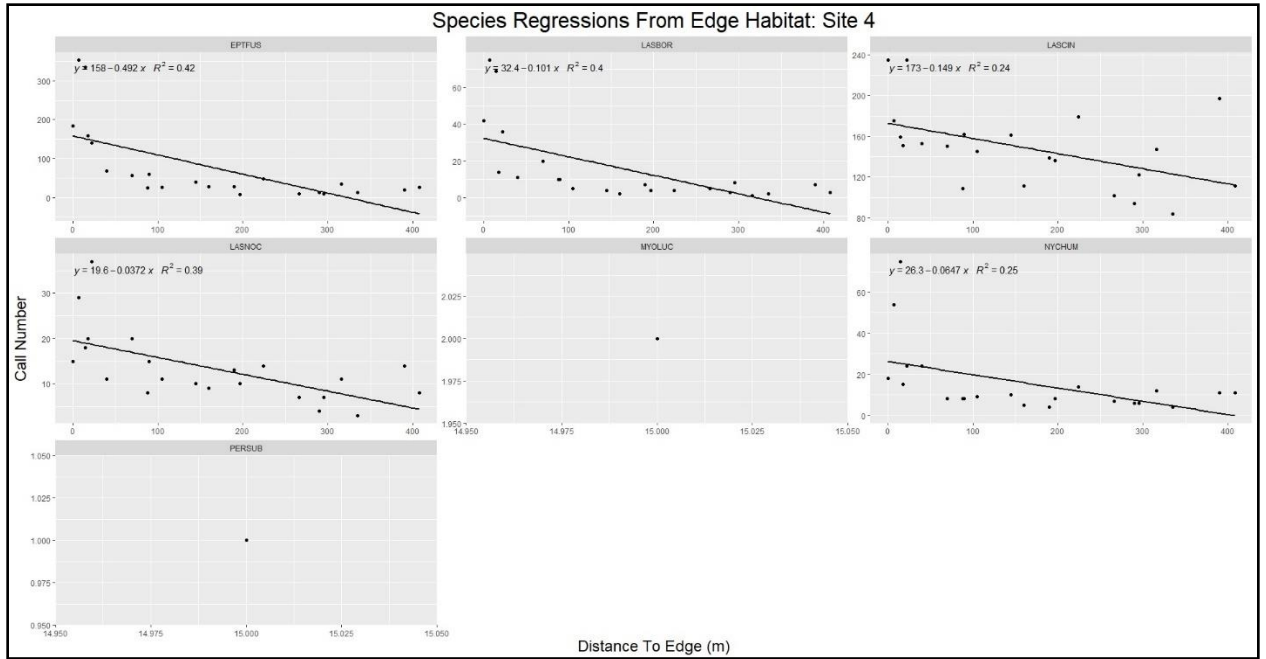 Species Regressions From Edge Habitat: Site 4
EPTFUS
y = 158 − 0.492 x R² = 0.42
300
200
100
0
0 100 200 300 400
LASBOR
y = 32.4 − 0.101 x R² = 0.4
60
40
20
0
0 100 200 300 400
LASCIN
y = 173 − 0.149 x R² = 0.24
240
200
160
120
80
0 100 200 300 400
LASNOC
y = 19.6 − 0.0372 x R² = 0.39
30
20
10
0 100 200 300 400
MYOLUC
2.025
2.000
1.975
1.950
14.950 14.975 15.000 15.025 15.050
NYCHUM
y = 26.3 − 0.0647 x R² = 0.25
60
40
20
0
0 100 200 300 400
PERSUB
1.050
1.025
1.000
0.975
0.950
14.950 14.975 15.000 15.025 15.050
Call Number
Distance To Edge (m)